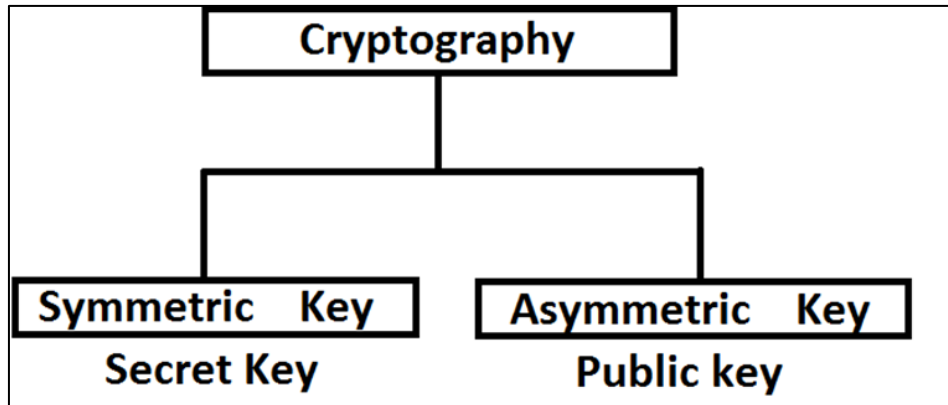 Cryptography
Symmetric Key
Asymmetric Key
Secret Key
Public key